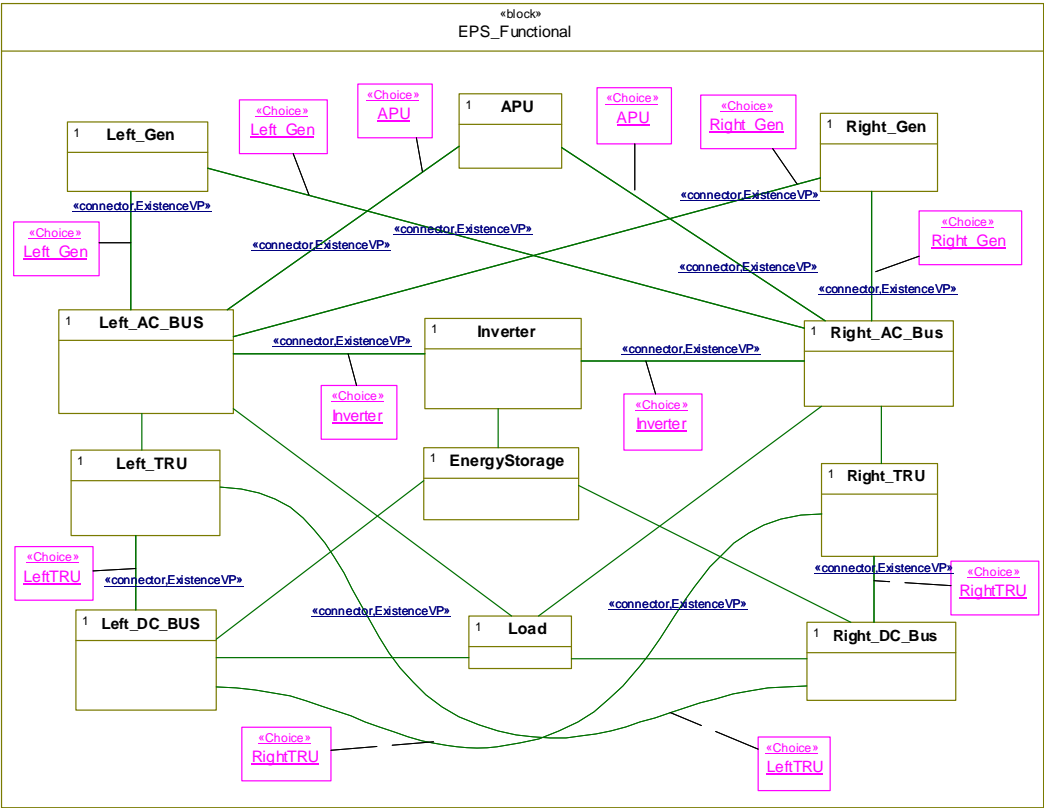 «block»
EPS_Functional
«Choice»
APU
«Choice»
APU
1 APU
«Choice»
Right_Gen
«Choice»
Left_Gen
1 Left_Gen
1 Right_Gen
«connector,ExistenceVP»
«connector,ExistenceVP»
«Choice»
Left_Gen
«connector,ExistenceVP»
«connector,ExistenceVP»
«Choice»
Right_Gen
«connector,ExistenceVP»
«connector,ExistenceVP»
1 Left_AC_BUS
1 Inverter
1 Right_AC_Bus
«connector,ExistenceVP»
«connector,ExistenceVP»
«Choice»
Inverter
«Choice»
Inverter
1 Left_TRU
1 EnergyStorage
1 Right_TRU
«Choice»
LeftTRU
«connector,ExistenceVP»
«connector,ExistenceVP»
«Choice»
RightTRU
«connector,ExistenceVP»
«connector,ExistenceVP»
1 Left_DC_BUS
1 Load
1 Right_DC_Bus
«Choice»
RightTRU
«Choice»
LeftTRU